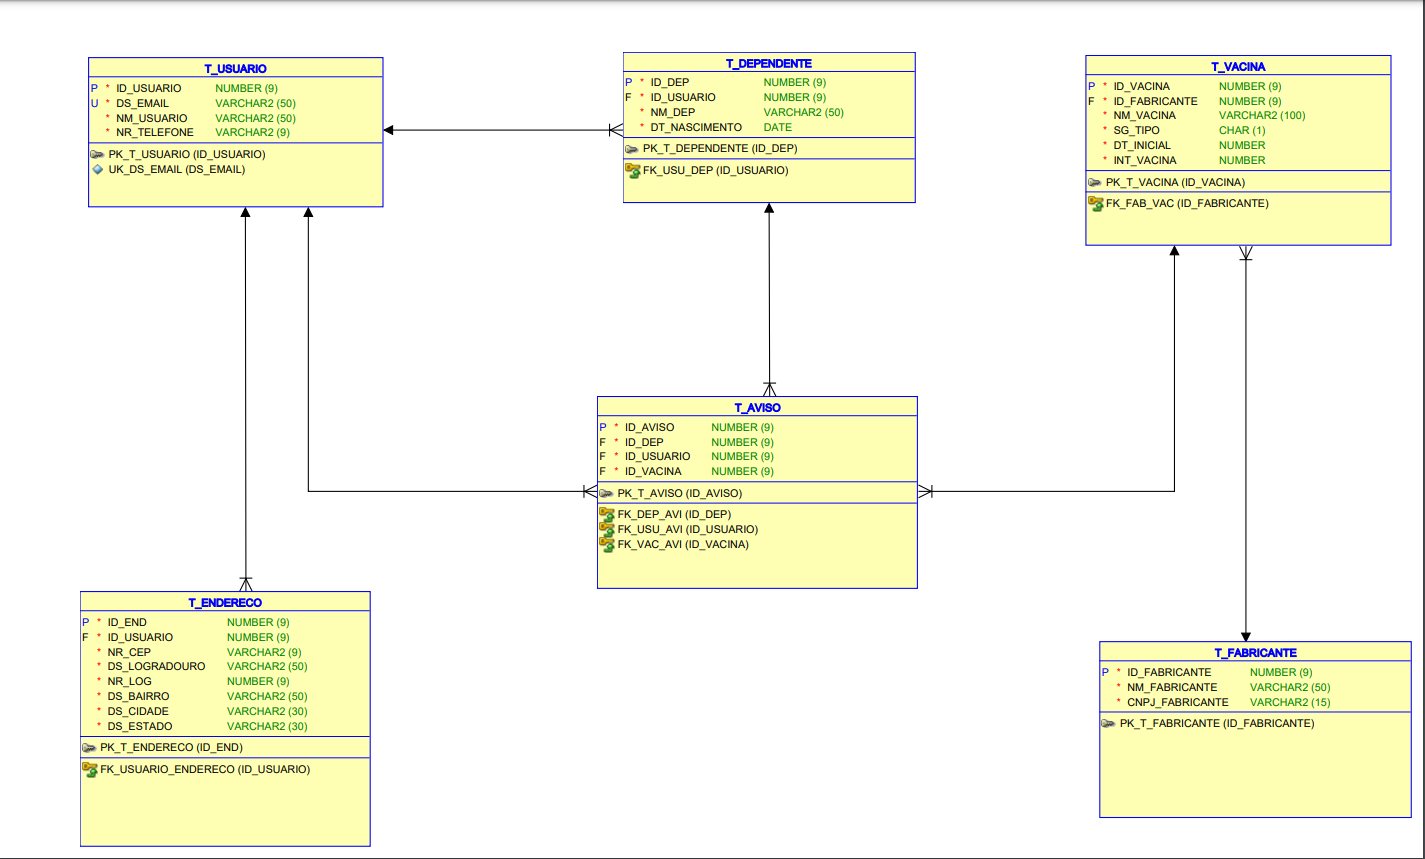 T_USUARIO
P * ID_USUARIO NUMBER (9)
U * DS_EMAIL VARCHAR2 (50)
* NM_USUARIO VARCHAR2 (50)
* NR_TELEFONE VARCHAR2 (9)
PK_T_USUARIO (ID_USUARIO)
UK_DS_EMAIL (DS_EMAIL)
T_DEPENDENTE
P * ID_DEP NUMBER (9)
F * ID_USUARIO NUMBER (9)
* NM_DEP VARCHAR2 (50)
* DT_NASCIMENTO DATE
PK_T_DEPENDENTE (ID_DEP)
FK_USU_DEP (ID_USUARIO)
T_VACINA
P * ID_VACINA NUMBER (9)
F * ID_FABRICANTE NUMBER (9)
* NM_VACINA VARCHAR2 (100)
* SG_TIPO CHAR (1)
* DT_INICIAL NUMBER
* INT_VACINA NUMBER
PK_T_VACINA (ID_VACINA)
FK_FAB_VAC (ID_FABRICANTE)
T_AVISO
P * ID_AVISO NUMBER (9)
F * ID_DEP NUMBER (9)
F * ID_USUARIO NUMBER (9)
F * ID_VACINA NUMBER (9)
PK_T_AVISO (ID_AVISO)
FK_DEP_AVI (ID_DEP)
FK_USU_AVI (ID_USUARIO)
FK_VAC_AVI (ID_VACINA)
T_ENDERECO
P * ID_END NUMBER (9)
F * ID_USUARIO NUMBER (9)
* NR_CEP VARCHAR2 (9)
* DS_LOGRADOURO VARCHAR2 (50)
* NR_LOG NUMBER (9)
* DS_BAIRRO VARCHAR2 (50)
* DS_CIDADE VARCHAR2 (30)
* DS_ESTADO VARCHAR2 (30)
PK_T_ENDERECO (ID_END)
FK_USUARIO_ENDERECO (ID_USUARIO)
T_FABRICANTE
P * ID_FABRICANTE NUMBER (9)
* NM_FABRICANTE VARCHAR2 (50)
* CNPJ_FABRICANTE VARCHAR2 (15)
PK_T_FABRICANTE (ID_FABRICANTE)